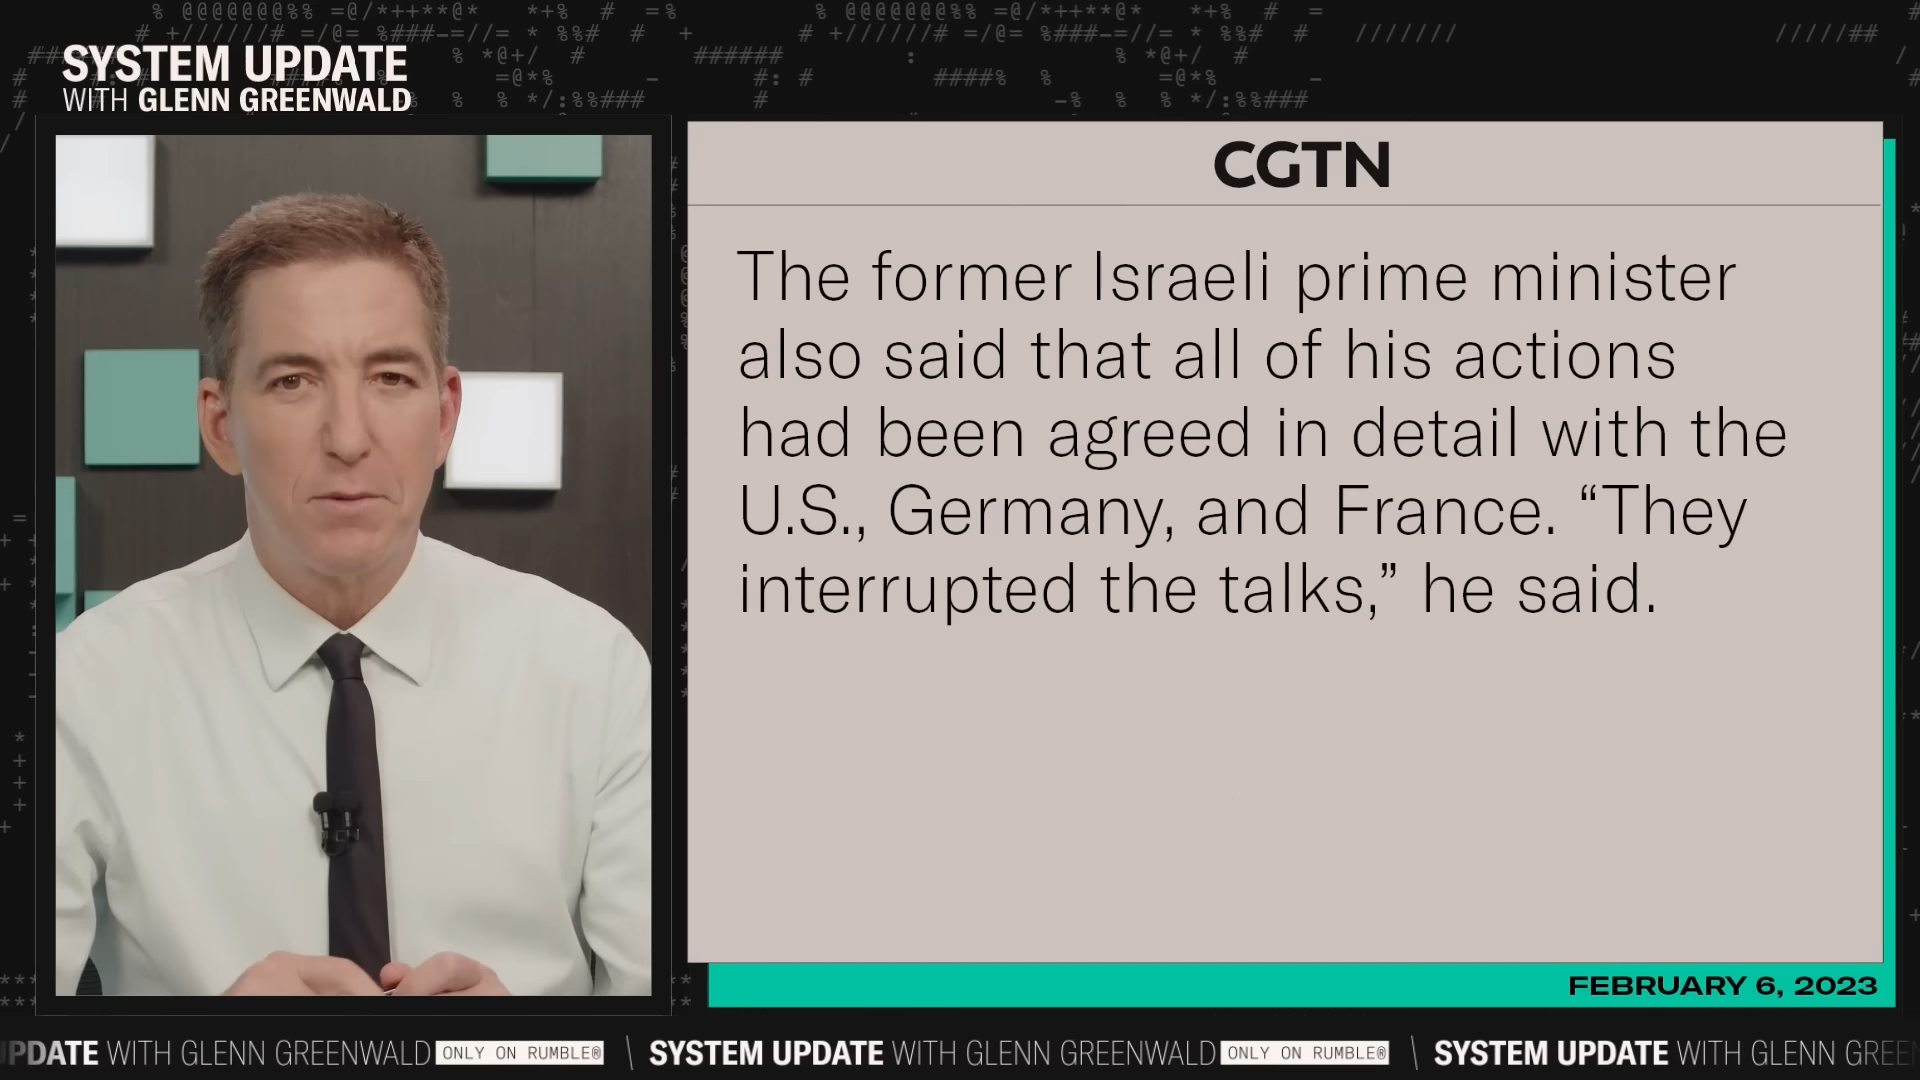 SYSTEM UPDATE
WITH GLENN GREENWALD
CGTN
The former Israeli prime minister
also said that all of his actions
had been agreed in detail with the
U.S., Germany, and France. “They
interrupted the talks,” he said.
FEBRUARY 6, 2023
UPDATE WITH GLENN GREENWALD ONLY ON RUMBLE® \ SYSTEM UPDATE WITH GLENN GREENWALD ONLY ON RUMBLE® \ SYSTEM UPDATE WITH GLENN GREEN